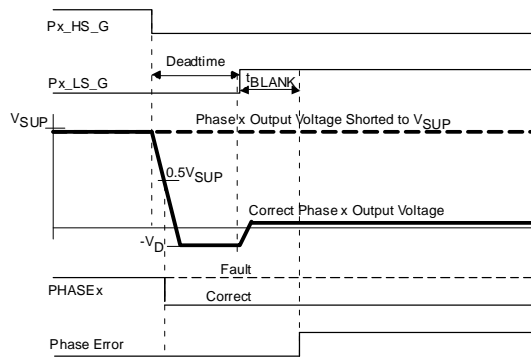 Px_HS_G
Deadtime
Px_LS_G
tBLANK
VSUP
Phase x Output Voltage Shorted to VSUP
0.5VSUP
Correct Phase x Output Voltage
-VD
Fault
PHASEx
Correct
Phase Error